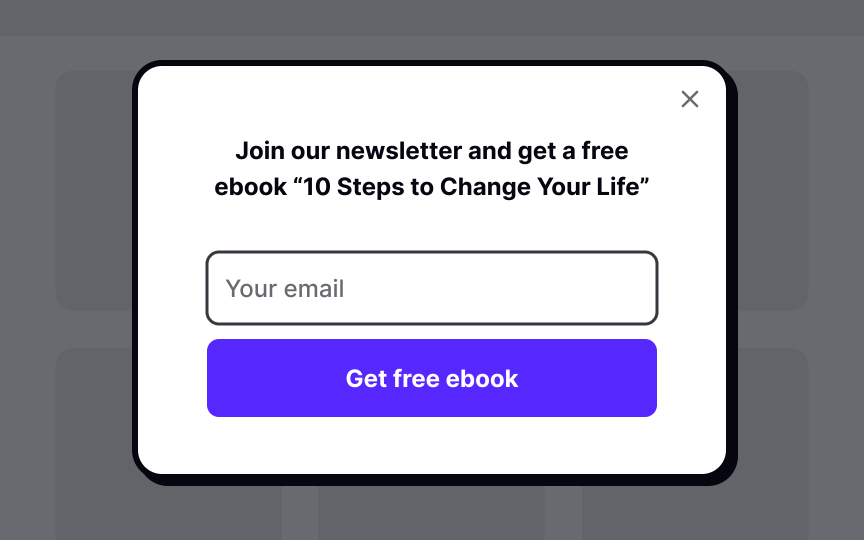 Join our newsletter and get a free
ebook “10 Steps to Change Your Life”
Your email
Get free ebook